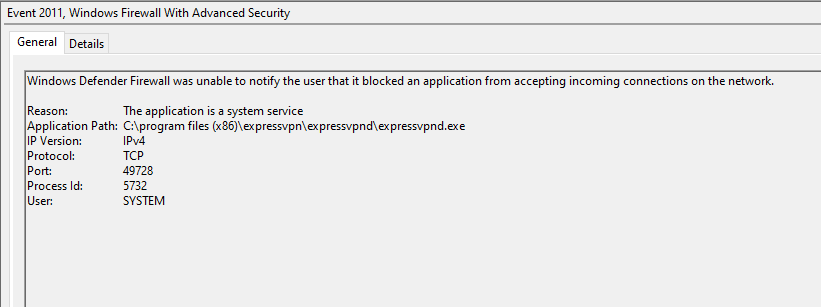 Event 2011, Windows Firewall With Advanced Security
General Details
Windows Defender Firewall was unable to notify the user that it blocked an application from accepting incoming connections on the network.
Reason: The application is a system service
Application Path: C:\program files (x86)\expressvpn\expressvpnd\expressvpnd.exe
IP Version: IPv4
Protocol: TCP
Port: 49728
Process Id: 5732
User: SYSTEM